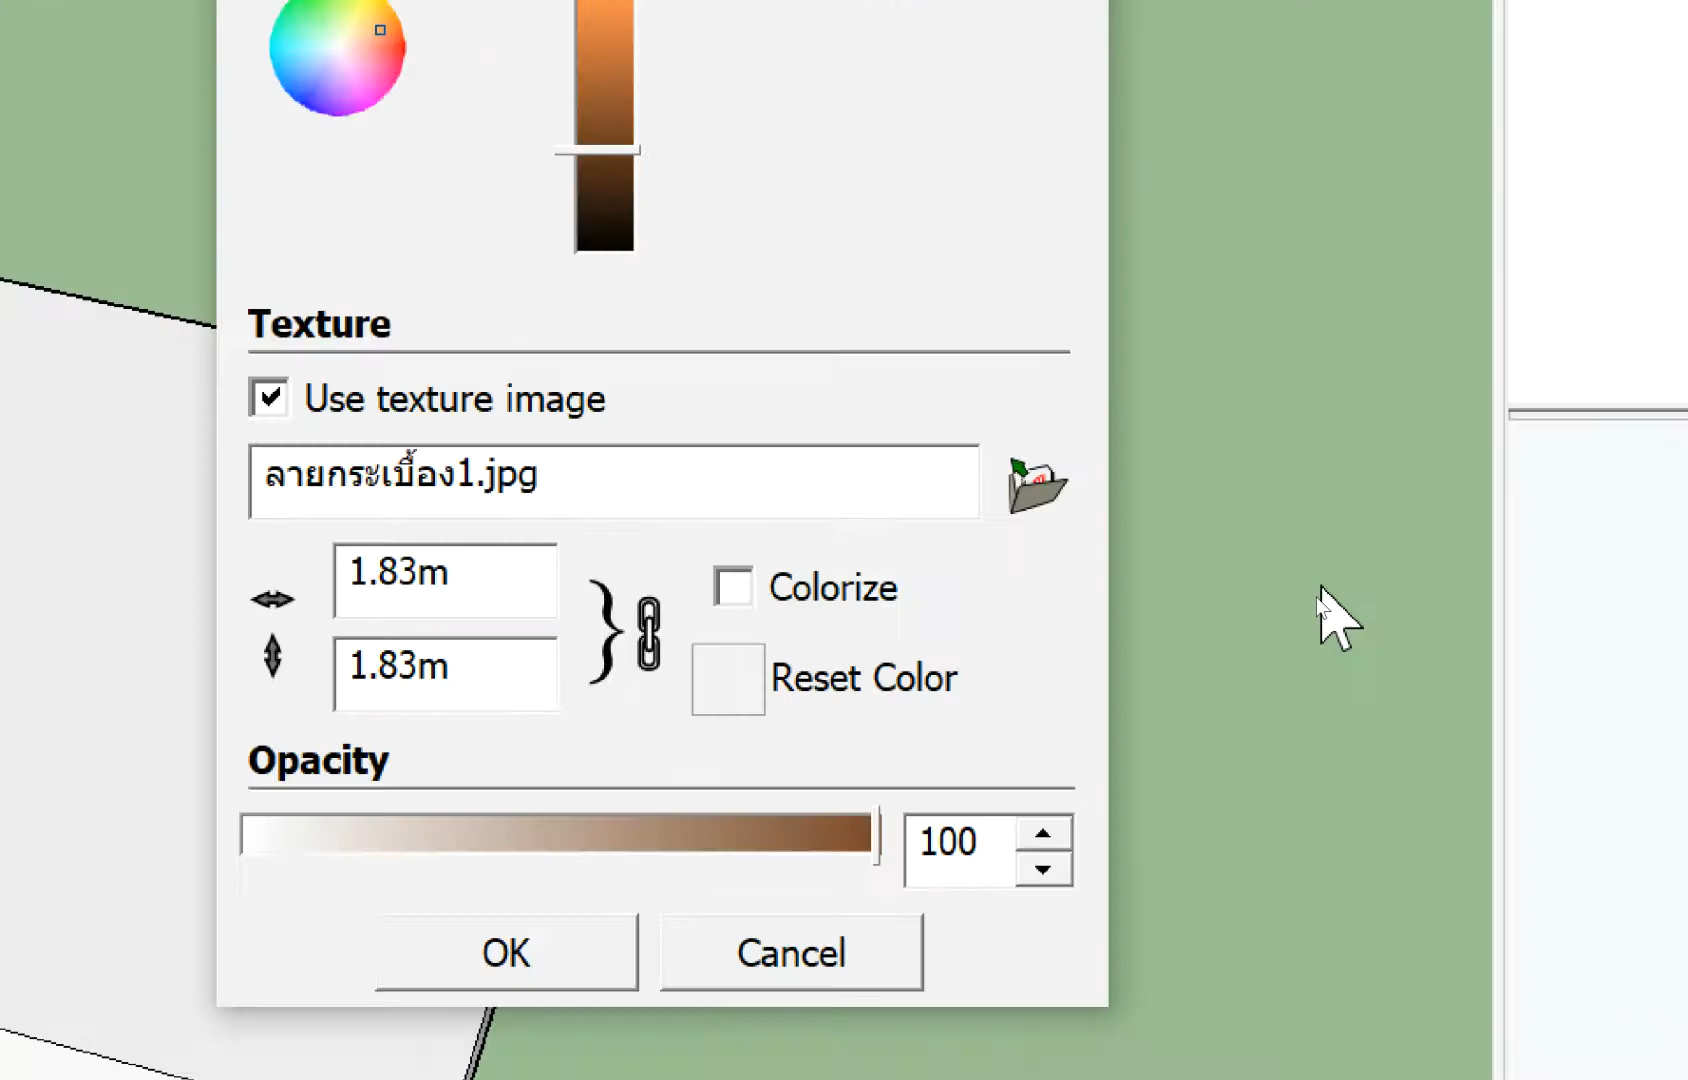 Texture
Use texture image
ลายกระเบื้อง1.jpg
1.83m
Colorize
1.83m
Reset Color
Opacity
100
OK
Cancel